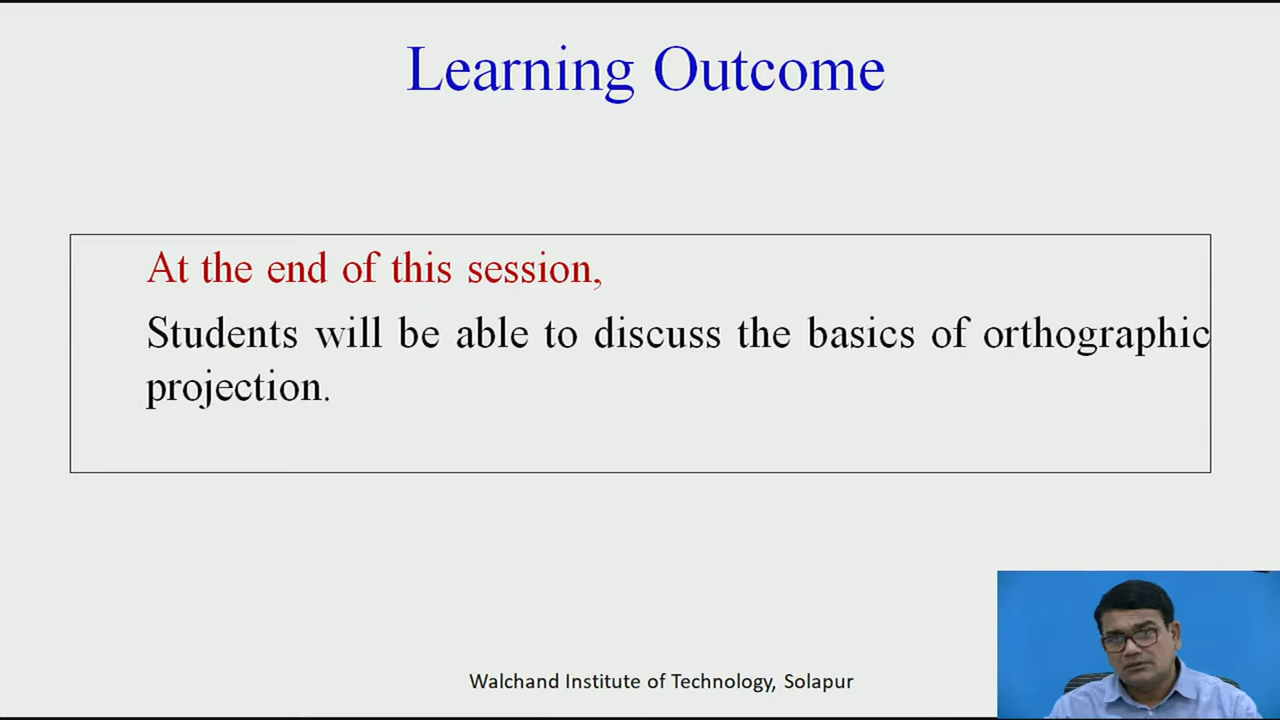 Learning Outcome
At the end of this session,
Students will be able to discuss the basics of orthographic
projection.
Walchand Institute of Technology, Solapur